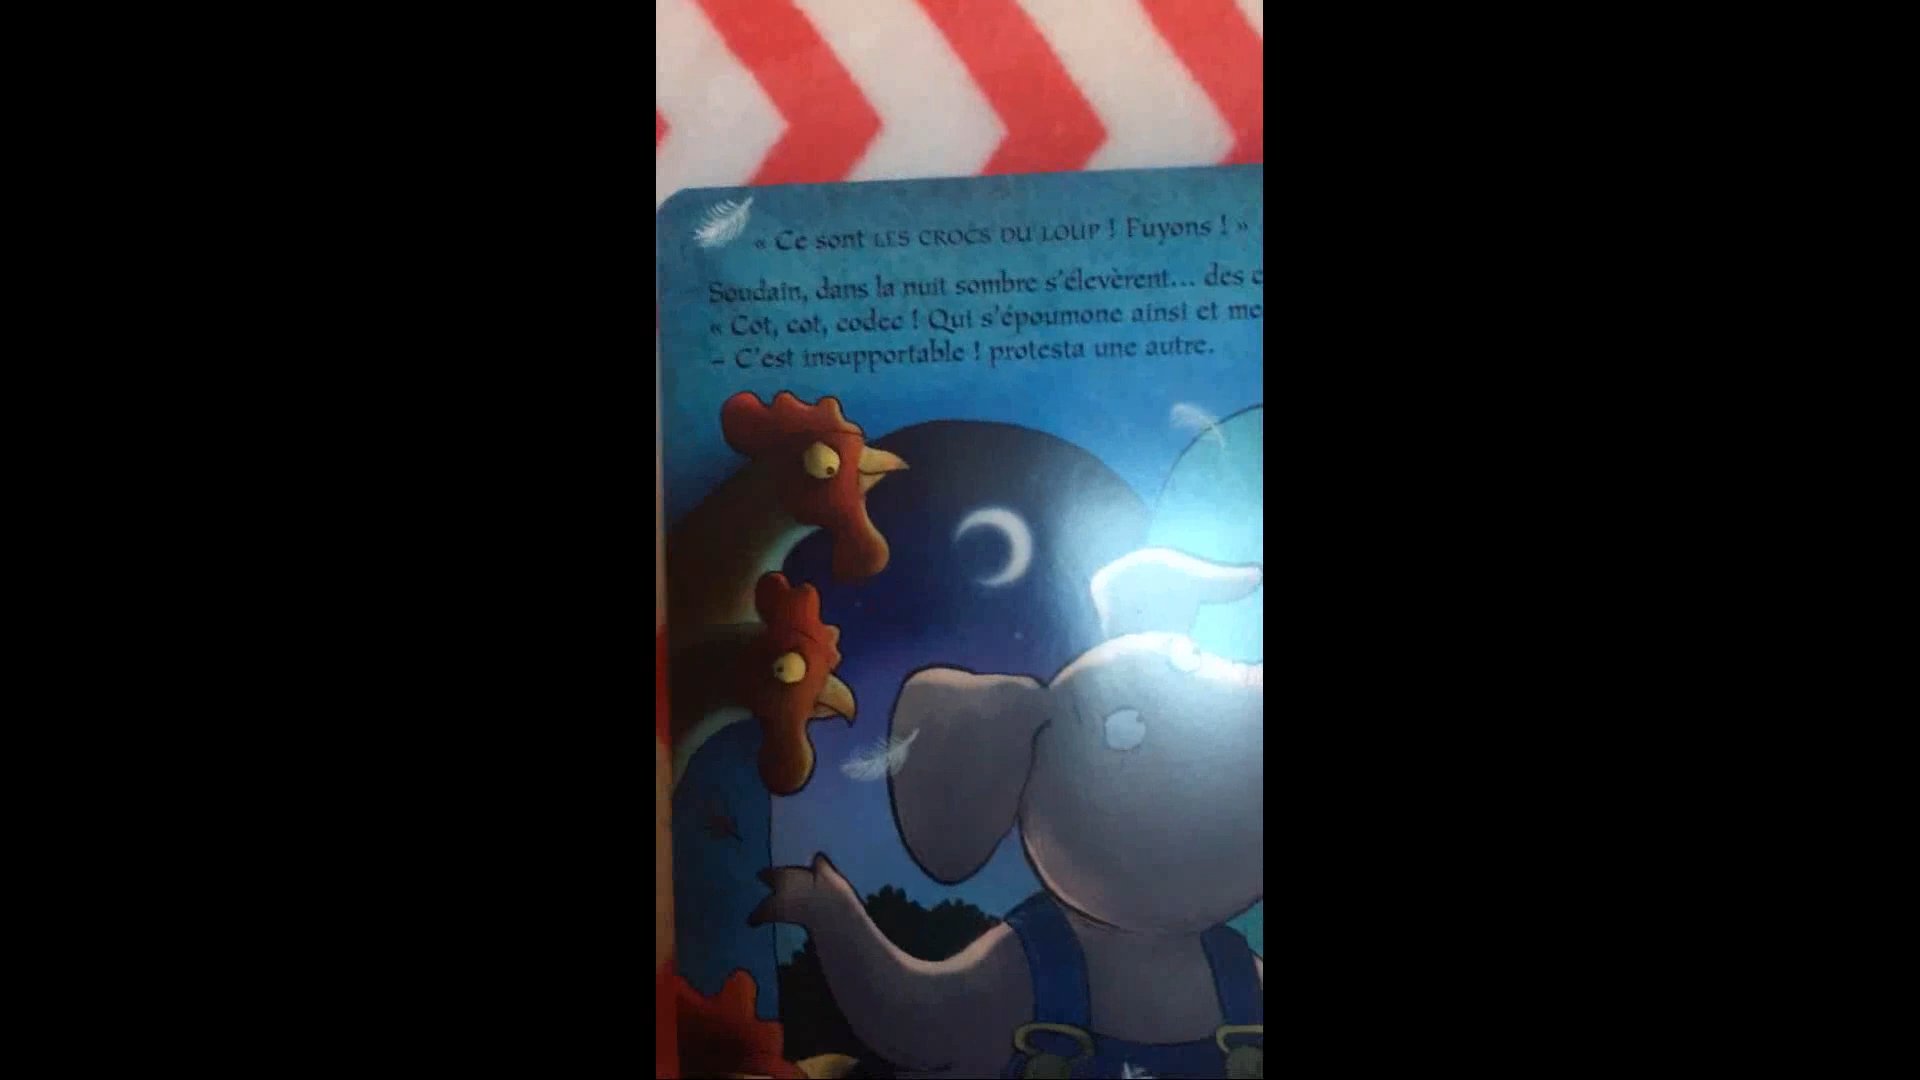 « Ce sont LES CROCS DU LOUP ! Fuyons ! »
Soudain, dans la nuit sombre s'élevèrent... des
« Cot, cot, codec ! Qui s'époumone ainsi et
– C'est insupportable ! protesta une autre.